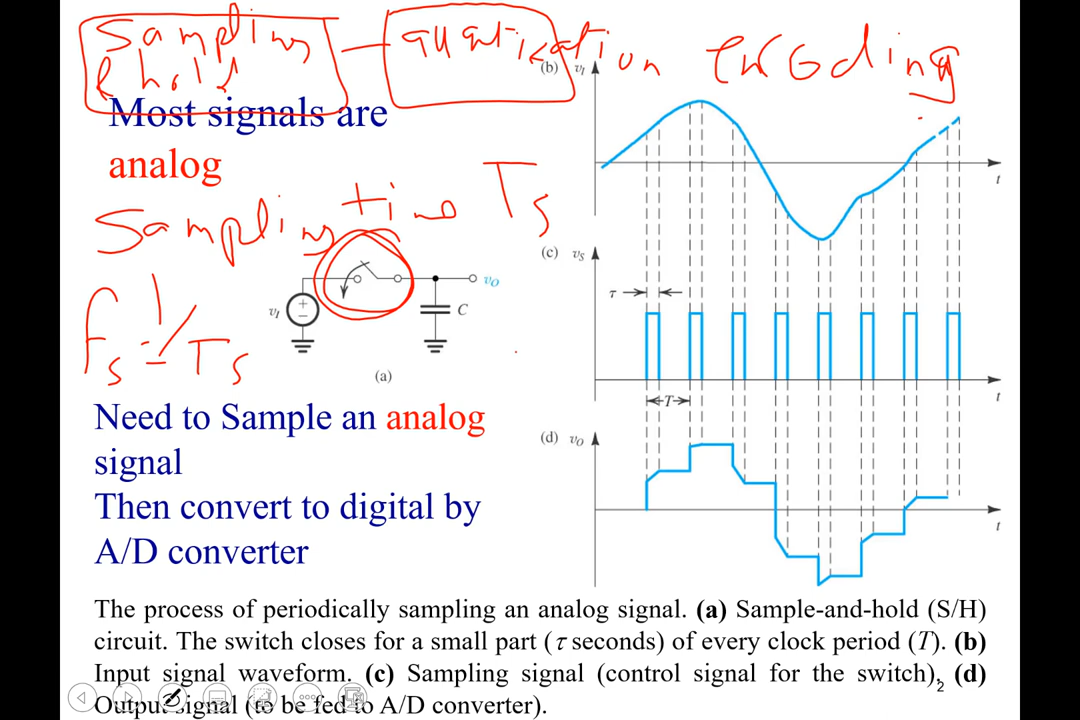 Sampling — quantization encoding
& hold
Most signals are
analog
Sampling time Ts
fs = 1/Ts
(a)
vI
+
−
C
vO
Need to Sample an analog
signal
Then convert to digital by
A/D converter
(b) vI
t
(c) vS
τ
t
T
(d) vO
t
The process of periodically sampling an analog signal. (a) Sample-and-hold (S/H)
circuit. The switch closes for a small part (τ seconds) of every clock period (T). (b)
Input signal waveform. (c) Sampling signal (control signal for the switch), (d)
Output signal (to be fed to A/D converter).
2